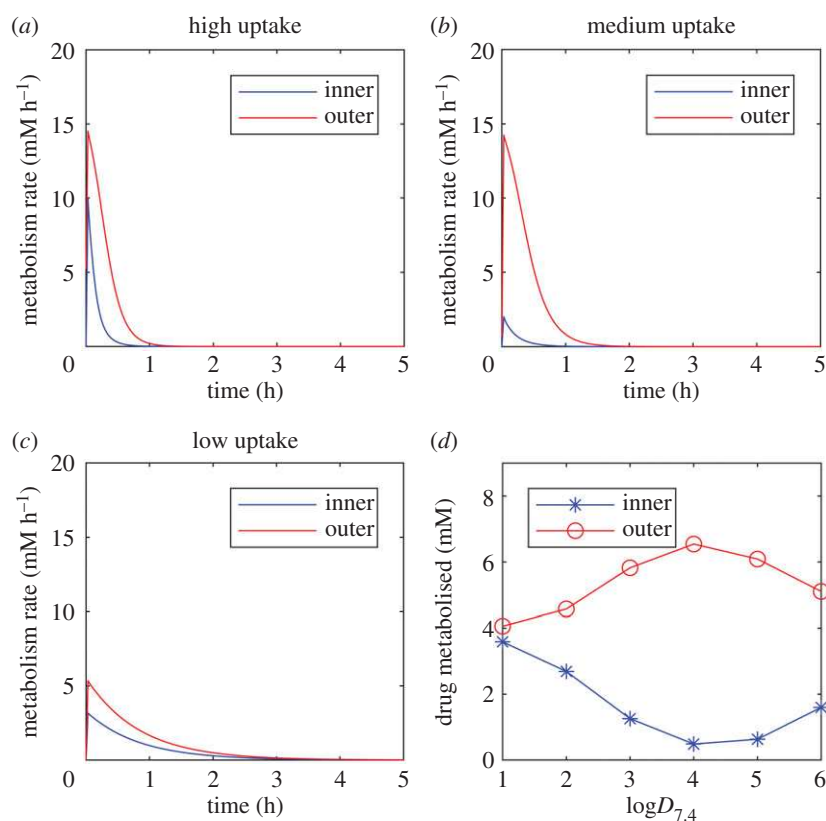 (a) high uptake
20
15
10
5
0
metabolism rate (mM h⁻¹)
inner
outer
1 2 3 4 5
time (h)
(b) medium uptake
20
15
10
5
0
metabolism rate (mM h⁻¹)
inner
outer
1 2 3 4 5
time (h)
(c) low uptake
20
15
10
5
0
metabolism rate (mM h⁻¹)
inner
outer
1 2 3 4 5
time (h)
(d)
8
6
4
2
0
drug metabolised (mM)
inner
outer
1 2 3 4 5 6
logD7.4